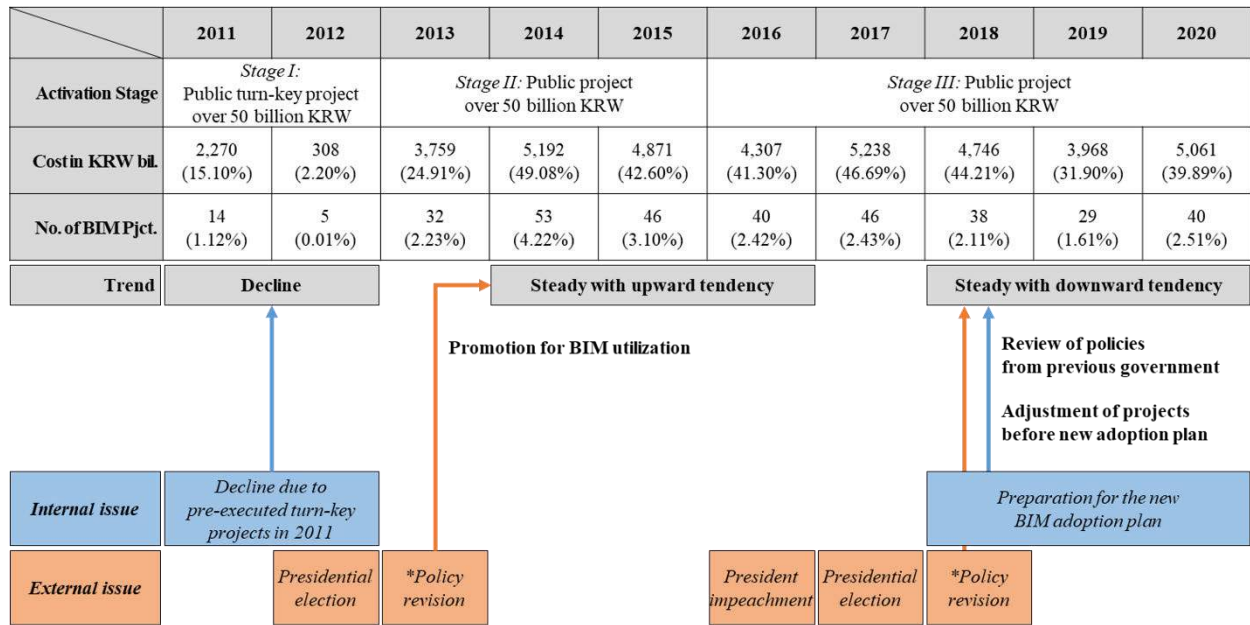 2011 2012 2013 2014 2015 2016 2017 2018 2019 2020
Activation Stage
Stage I:
Public turn-key project
over 50 billion KRW
Stage II: Public project
over 50 billion KRW
Stage III: Public project
over 50 billion KRW
Cost in KRW bil.
2,270 308 3,759 5,192 4,871 4,307 5,238 4,746 3,968 5,061
(15.10%) (2.20%) (24.91%) (49.08%) (42.60%) (41.30%) (46.69%) (44.21%) (31.90%) (39.89%)
No. of BIM Pjct.
14 5 32 53 46 40 46 38 29 40
(1.12%) (0.01%) (2.23%) (4.22%) (3.10%) (2.42%) (2.43%) (2.11%) (1.61%) (2.51%)
Trend Decline Steady with upward tendency Steady with downward tendency
Promotion for BIM utilization
Review of policies
from previous government
Adjustment of projects
before new adoption plan
Internal issue
Decline due to
pre-executed turn-key
projects in 2011
Preparation for the new
BIM adoption plan
External issue
Presidential
election
*Policy
revision
President
impeachment
Presidential
election
*Policy
revision